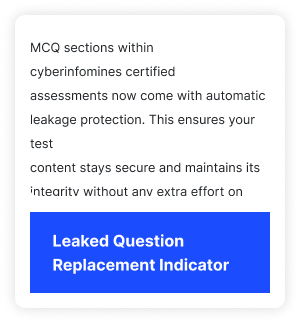 MCQ sections within
cyberinfomines certified
assessments now come with automatic
leakage protection. This ensures your
test
content stays secure and maintains its
integrity without any extra effort on
Leaked Question
Replacement Indicator